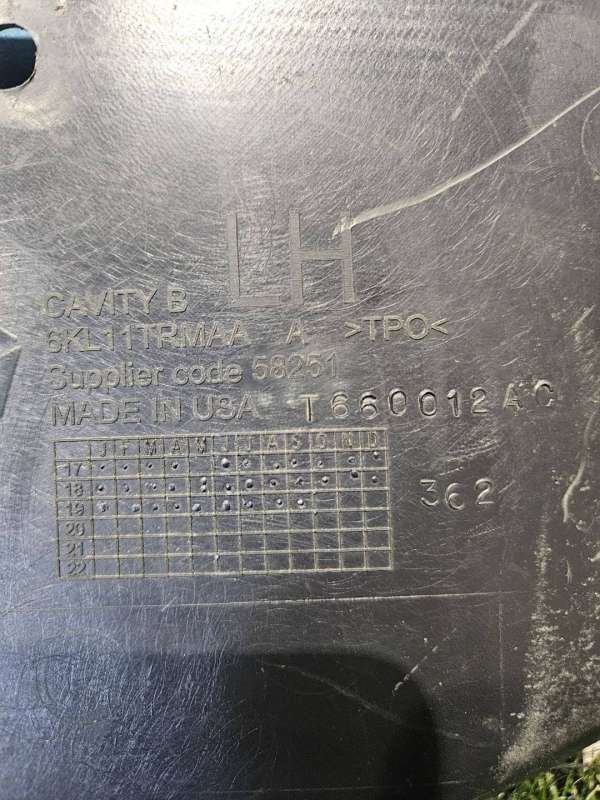 LH
CAVITY B
6KL11TRMAA A >TPO<
Supplier code 58251
MADE IN USA T660012AC
J F M A M J J A S O N D
17
18
19
20
21
22
362